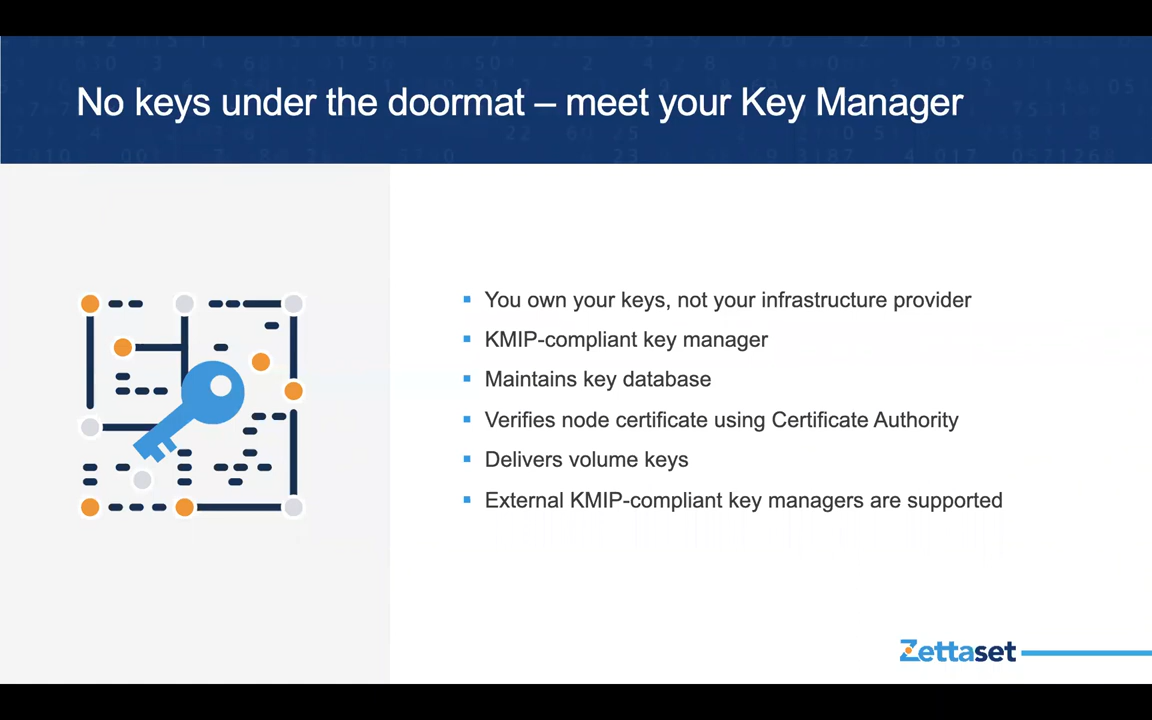 No keys under the doormat – meet your Key Manager
You own your keys, not your infrastructure provider
KMIP-compliant key manager
Maintains key database
Verifies node certificate using Certificate Authority
Delivers volume keys
External KMIP-compliant key managers are supported
Zettaset